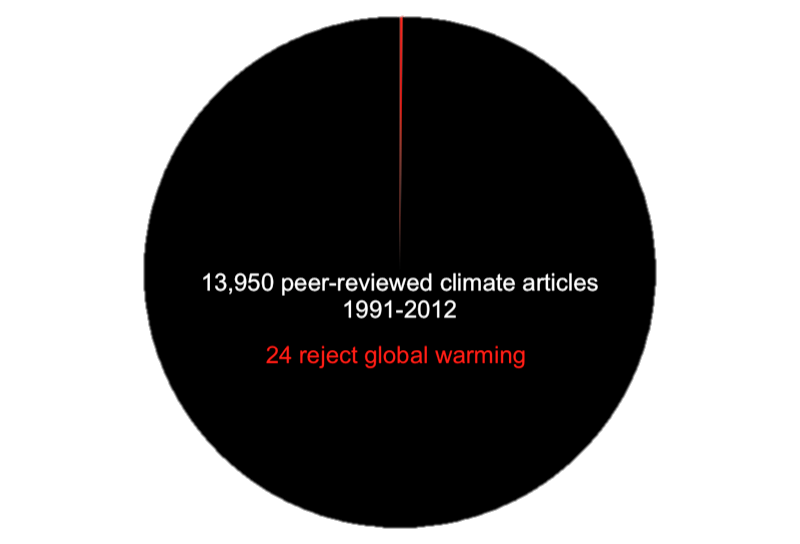 13,950 peer-reviewed climate articles
1991-2012
24 reject global warming